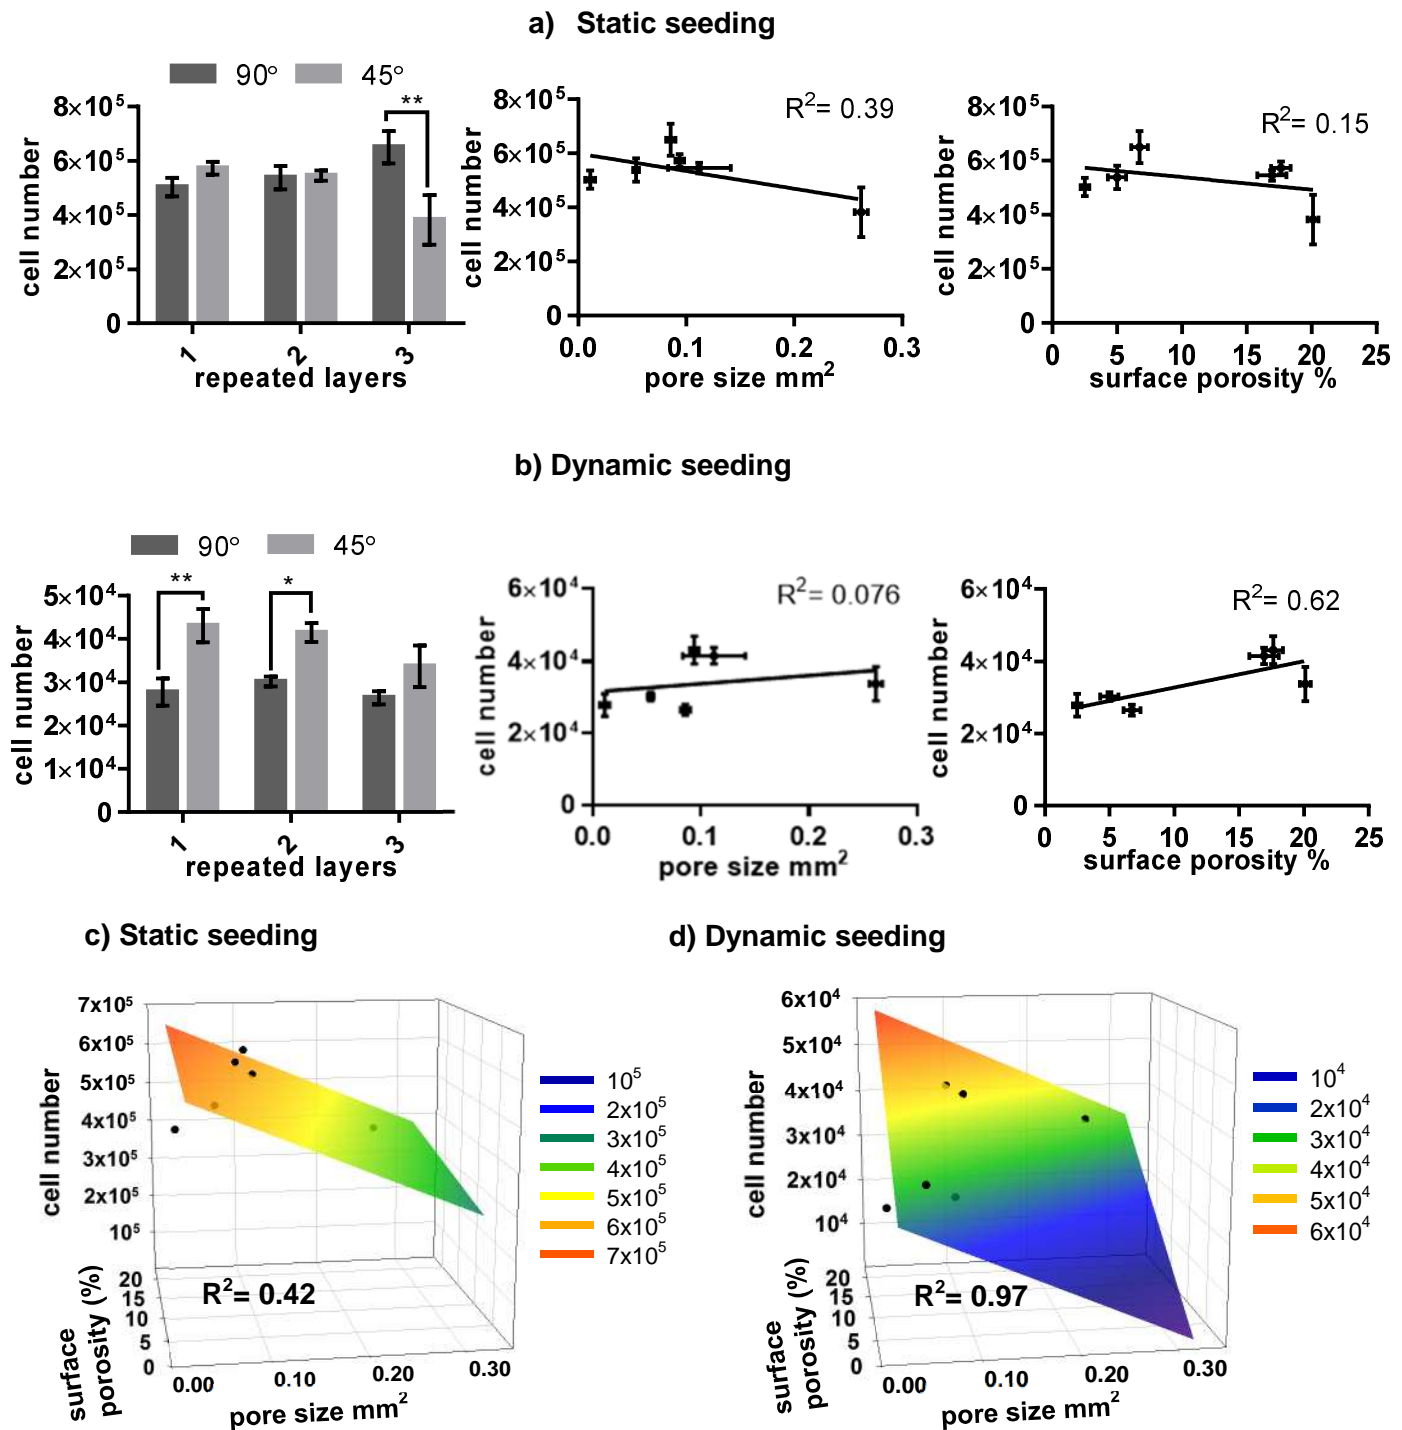 a) Static seeding
90° 45°
8×10⁵
6×10⁵
4×10⁵
2×10⁵
0
cell number
**
1 2 3
repeated layers
8×10⁵
6×10⁵
4×10⁵
2×10⁵
0
cell number
R²= 0.39
0.0 0.1 0.2 0.3
pore size mm²
8×10⁵
6×10⁵
4×10⁵
2×10⁵
0
cell number
R²= 0.15
0 5 10 15 20 25
surface porosity %
b) Dynamic seeding
90° 45°
5×10⁴
4×10⁴
3×10⁴
2×10⁴
1×10⁴
0
cell number
** *
1 2 3
repeated layers
6×10⁴
4×10⁴
2×10⁴
0
cell number
R²= 0.076
0.0 0.1 0.2 0.3
pore size mm²
6×10⁴
4×10⁴
2×10⁴
0
cell number
R²= 0.62
0 5 10 15 20 25
surface porosity %
c) Static seeding
7x10⁵
6x10⁵
5x10⁵
4x10⁵
3x10⁵
2x10⁵
10⁵
cell number
20
15
10
5
0
surface
porosity (%)
R²= 0.42
0.00 0.10 0.20 0.30
pore size mm²
10⁵
2x10⁵
3x10⁵
4x10⁵
5x10⁵
6x10⁵
7x10⁵
d) Dynamic seeding
6x10⁴
5x10⁴
4x10⁴
3x10⁴
2x10⁴
10⁴
cell number
20
15
10
5
0
surface
porosity (%)
R²= 0.97
0.00 0.10 0.20 0.30
pore size mm²
10⁴
2x10⁴
3x10⁴
4x10⁴
5x10⁴
6x10⁴